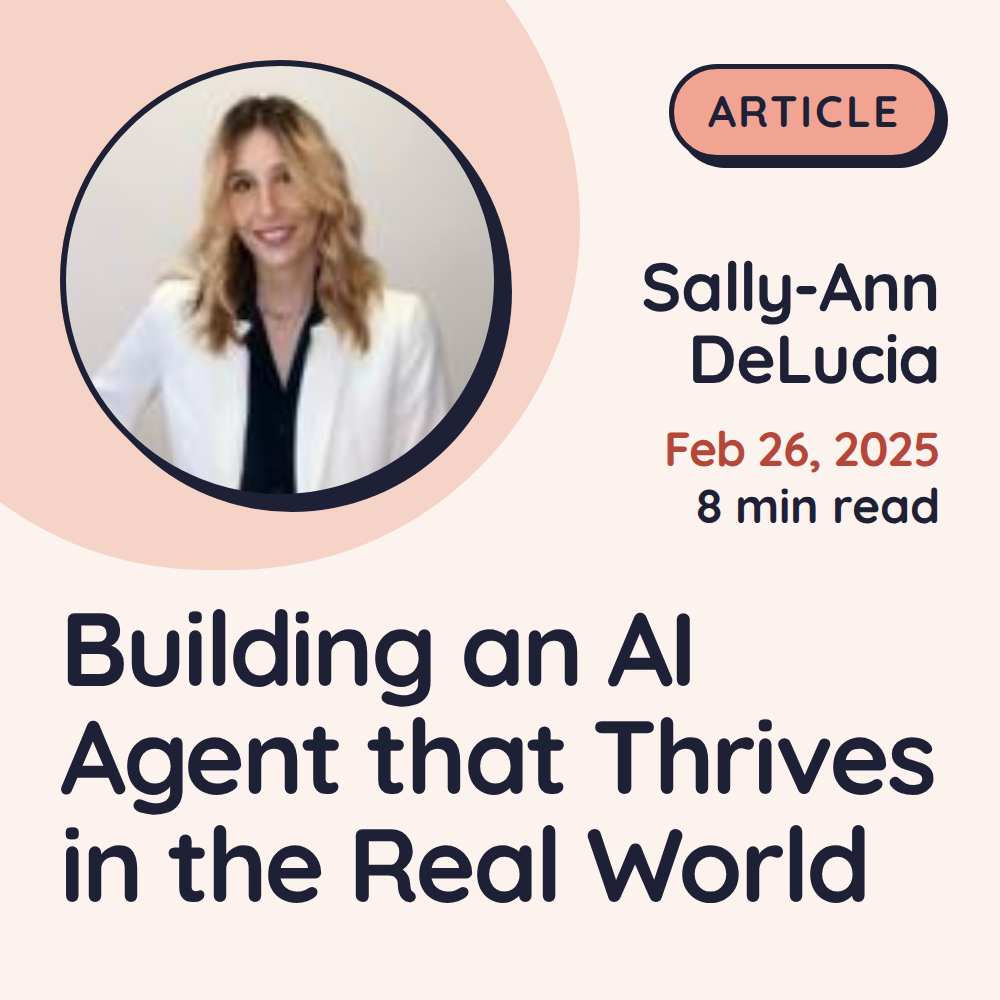 ARTICLE
Sally-Ann
DeLucia
Feb 26, 2025
8 min read
Building an AI
Agent that Thrives
in the Real World